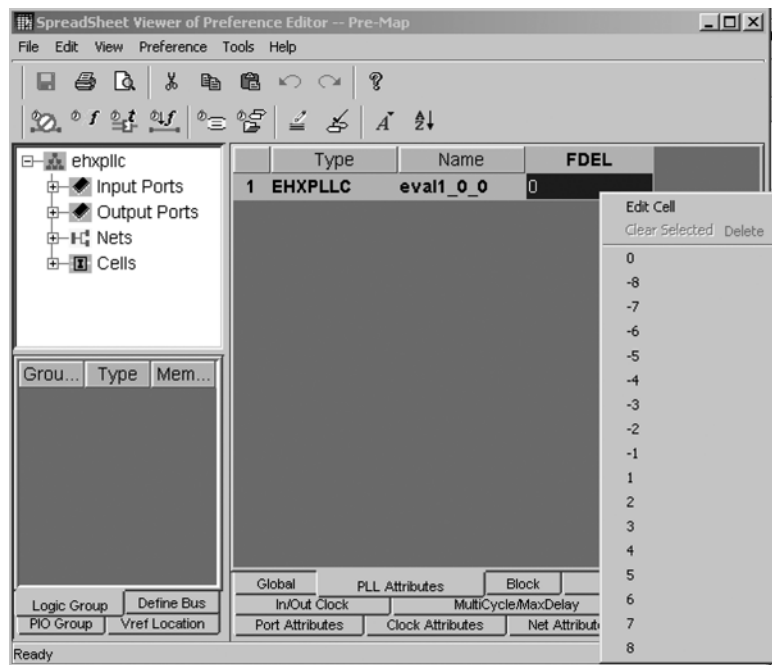 SpreadSheet Viewer of Preference Editor -- Pre-Map
File Edit View Preference Tools Help
ehxpllc
Input Ports
Output Ports
Nets
Cells
Type Name FDEL
1 EHXPLLC eval1_0_0 0
Edit Cell
Clear Selected Delete
0
-8
-7
-6
-5
-4
-3
-2
-1
1
2
3
4
5
6
7
8
Grou... Type Mem...
Logic Group Define Bus
PIO Group Vref Location
Global PLL Attributes Block
In/Out Clock MultiCycle/MaxDelay
Port Attributes Clock Attributes Net Attribut
Ready